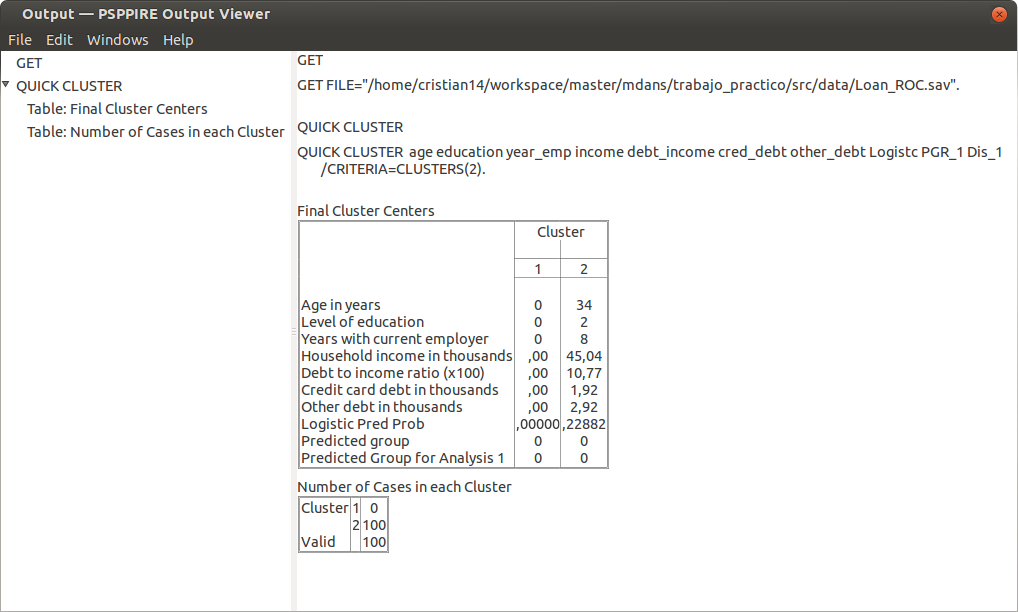 Output — PSPPIRE Output Viewer
File Edit Windows Help
GET
QUICK CLUSTER
Table: Final Cluster Centers
Table: Number of Cases in each Cluster
GET
GET FILE="/home/cristian14/workspace/master/mdans/trabajo_practico/src/data/Loan_ROC.sav".
QUICK CLUSTER
QUICK CLUSTER age education year_emp income debt_income cred_debt other_debt Logistc PGR_1 Dis_1
/CRITERIA=CLUSTERS(2).
Final Cluster Centers
Cluster
1 2
Age in years 0 34
Level of education 0 2
Years with current employer 0 8
Household income in thousands ,00 45,04
Debt to income ratio (x100) ,00 10,77
Credit card debt in thousands ,00 1,92
Other debt in thousands ,00 2,92
Logistic Pred Prob ,00000 ,22882
Predicted group 0 0
Predicted Group for Analysis 1 0 0
Number of Cases in each Cluster
Cluster 1 0
2 100
Valid 100